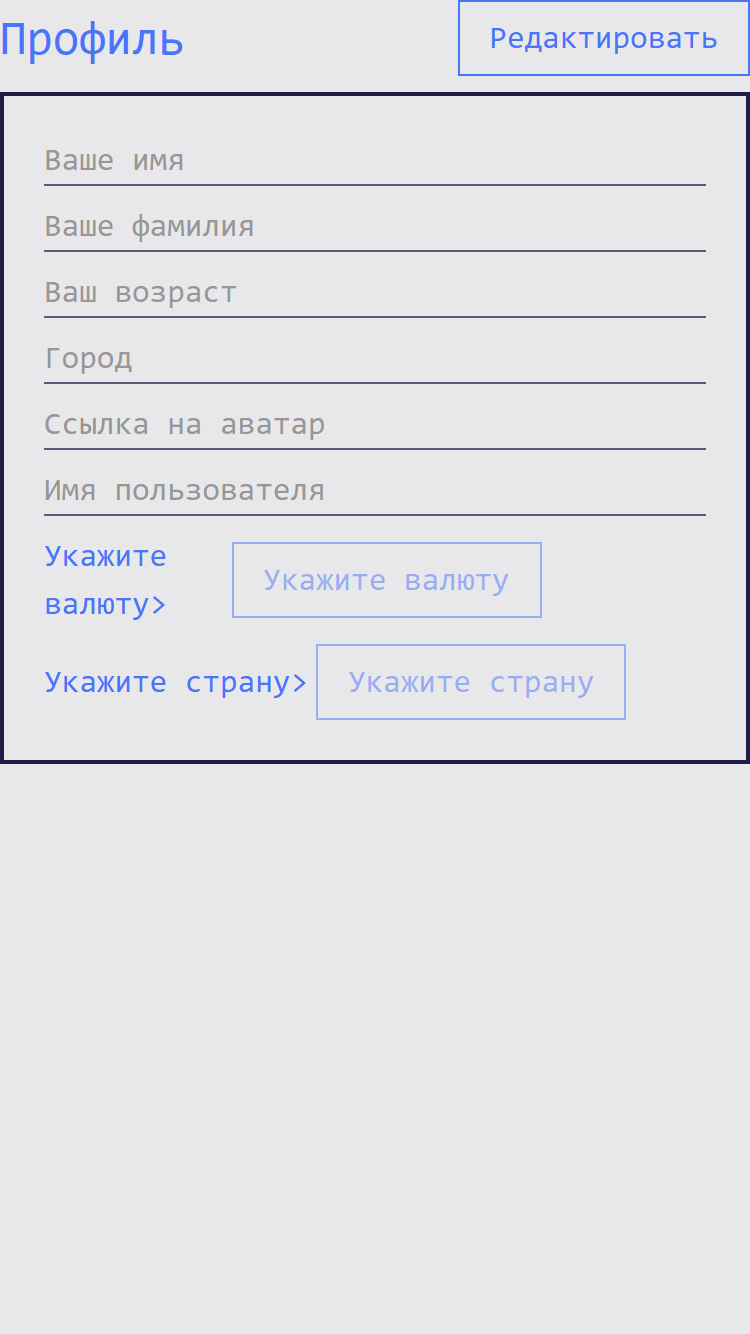 Профиль
Редактировать
Ваше имя
Ваше фамилия
Ваш возраст
Город
Ссылка на аватар
Имя пользователя
Укажите
валюту>
Укажите валюту
Укажите страну>
Укажите страну